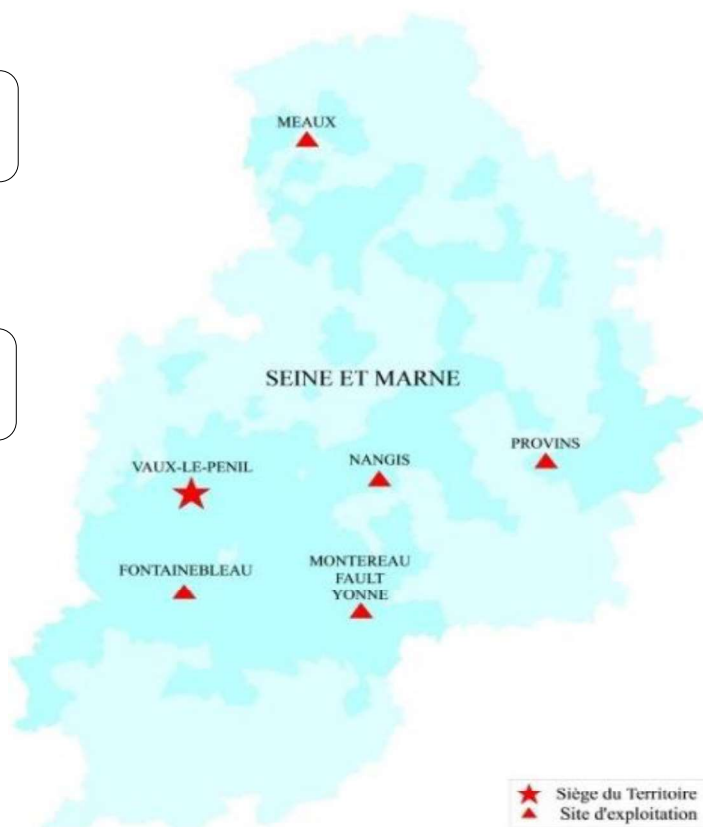 MEAUX
SEINE ET MARNE
PROVINS
NANGIS
VAUX-LE-PENIL
FONTAINEBLEAU
MONTEREAU
FAULT
YONNE
Siège du Territoire
Site d'exploitation